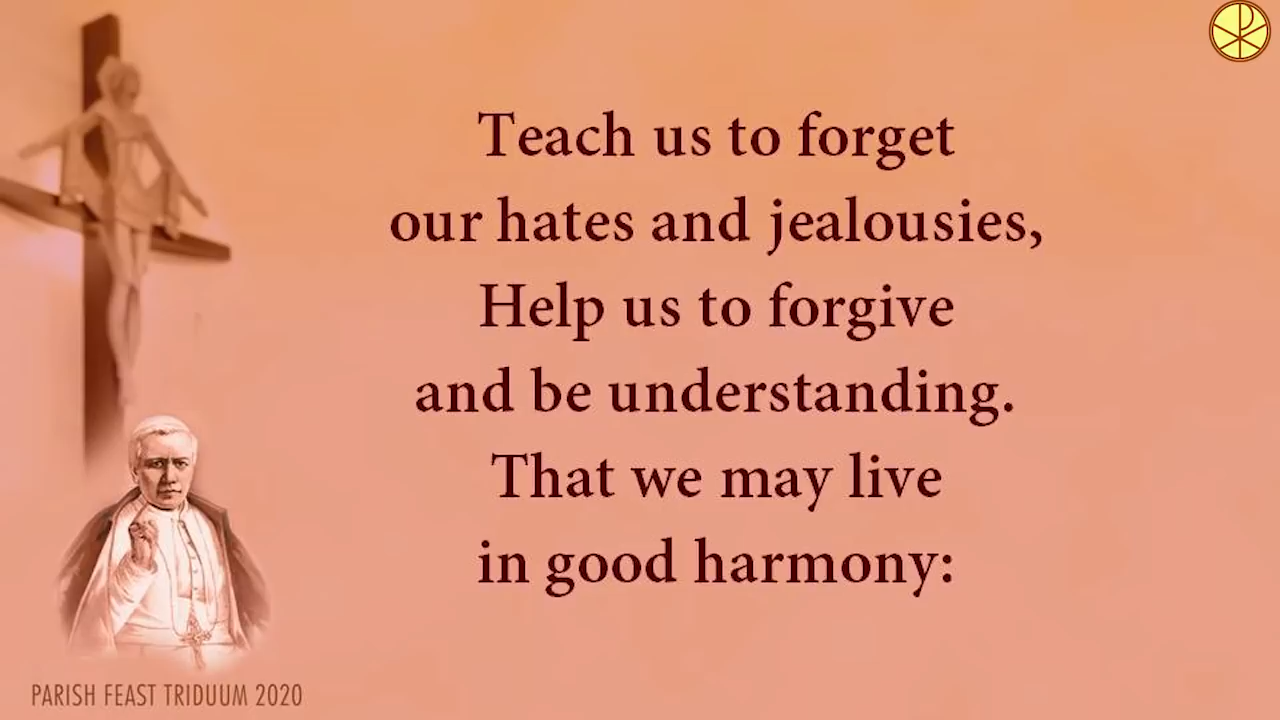 Teach us to forget
our hates and jealousies,
Help us to forgive
and be understanding.
That we may live
in good harmony:
PARISH FEAST TRIDUUM 2020